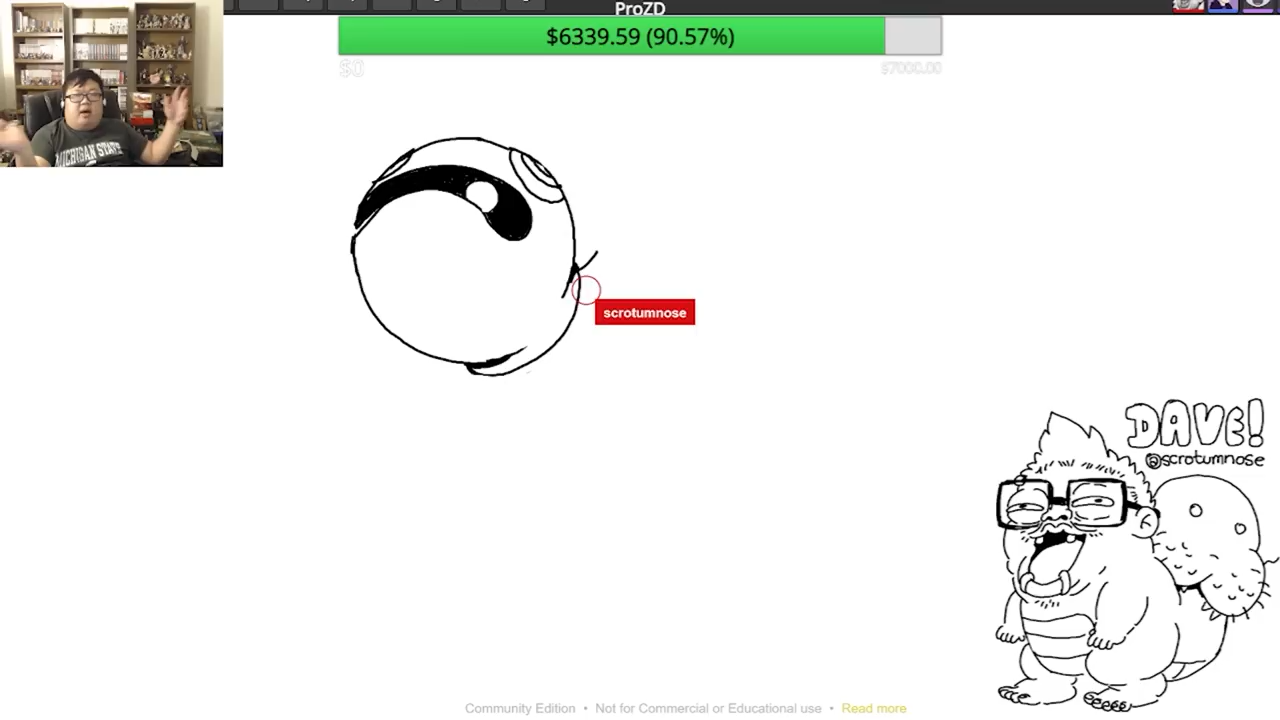 ProZD
$6339.59 (90.57%)
$0
$7000.00
MICHIGAN STATE
scrotumnose
DAVE!
@scrotumnose
Community Edition • Not for Commercial or Educational use • Read more